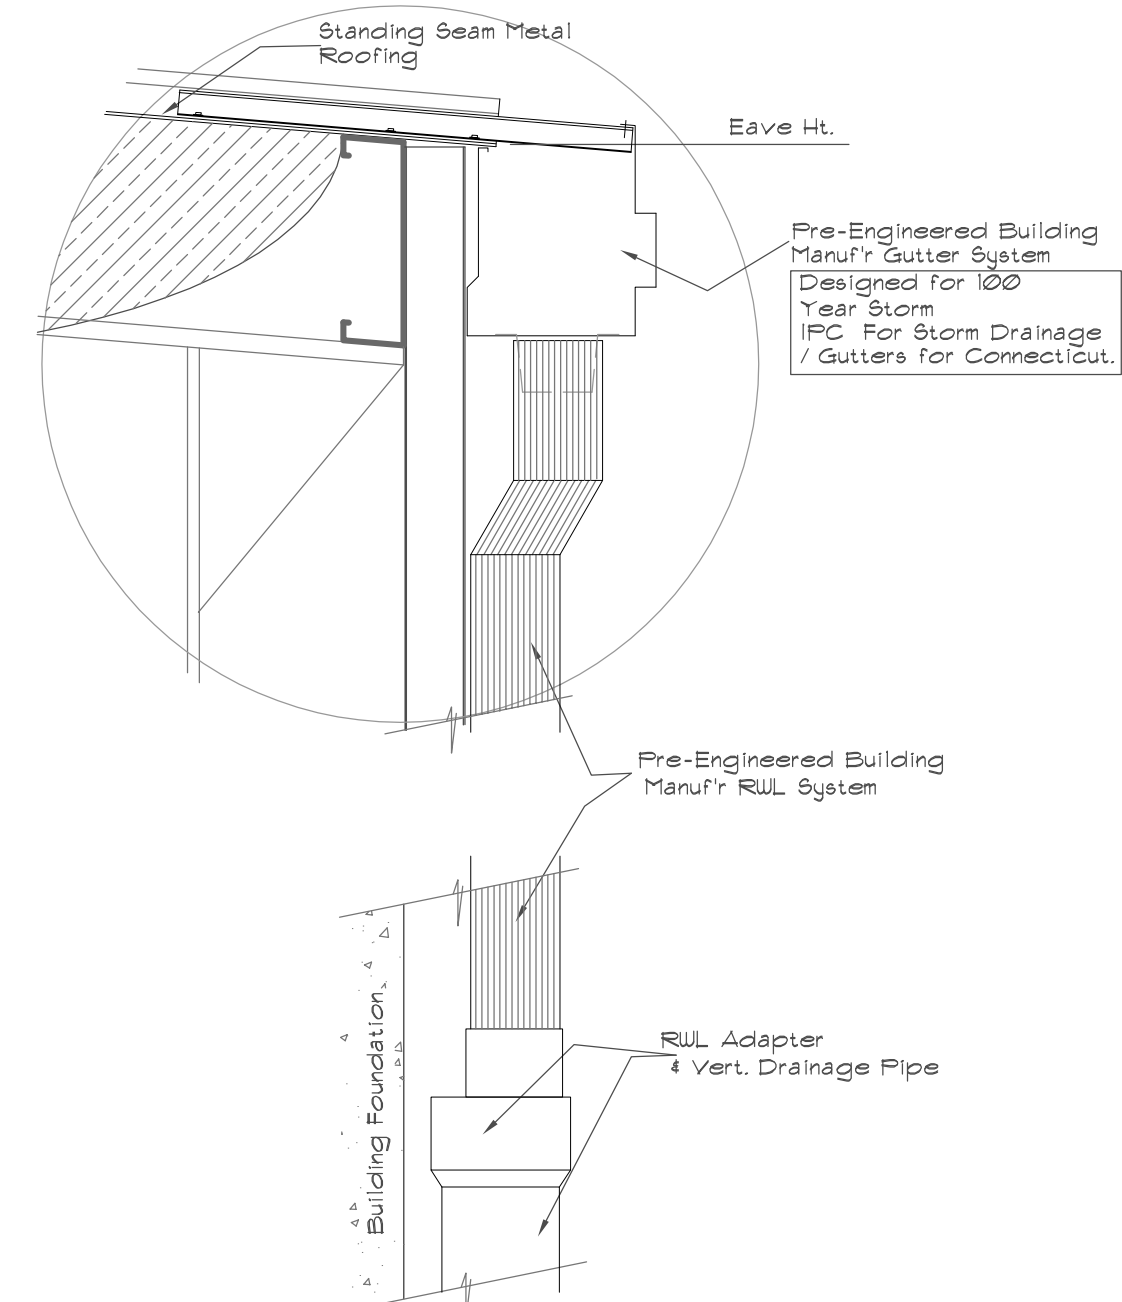 Standing Seam Metal
Roofing
Eave Ht.
Pre-Engineered Building
Manuf'r Gutter System
Designed for 100
Year Storm
IPC For Storm Drainage
/ Gutters for Connecticut.
Pre-Engineered Building
Manuf'r RWL System
RWL Adapter
& Vert. Drainage Pipe
Building Foundation